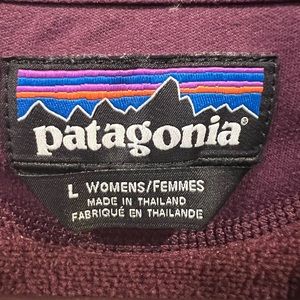 patagonia®
L WOMENS/FEMMES
MADE IN THAILAND
FABRIQUÉ EN THAILANDE